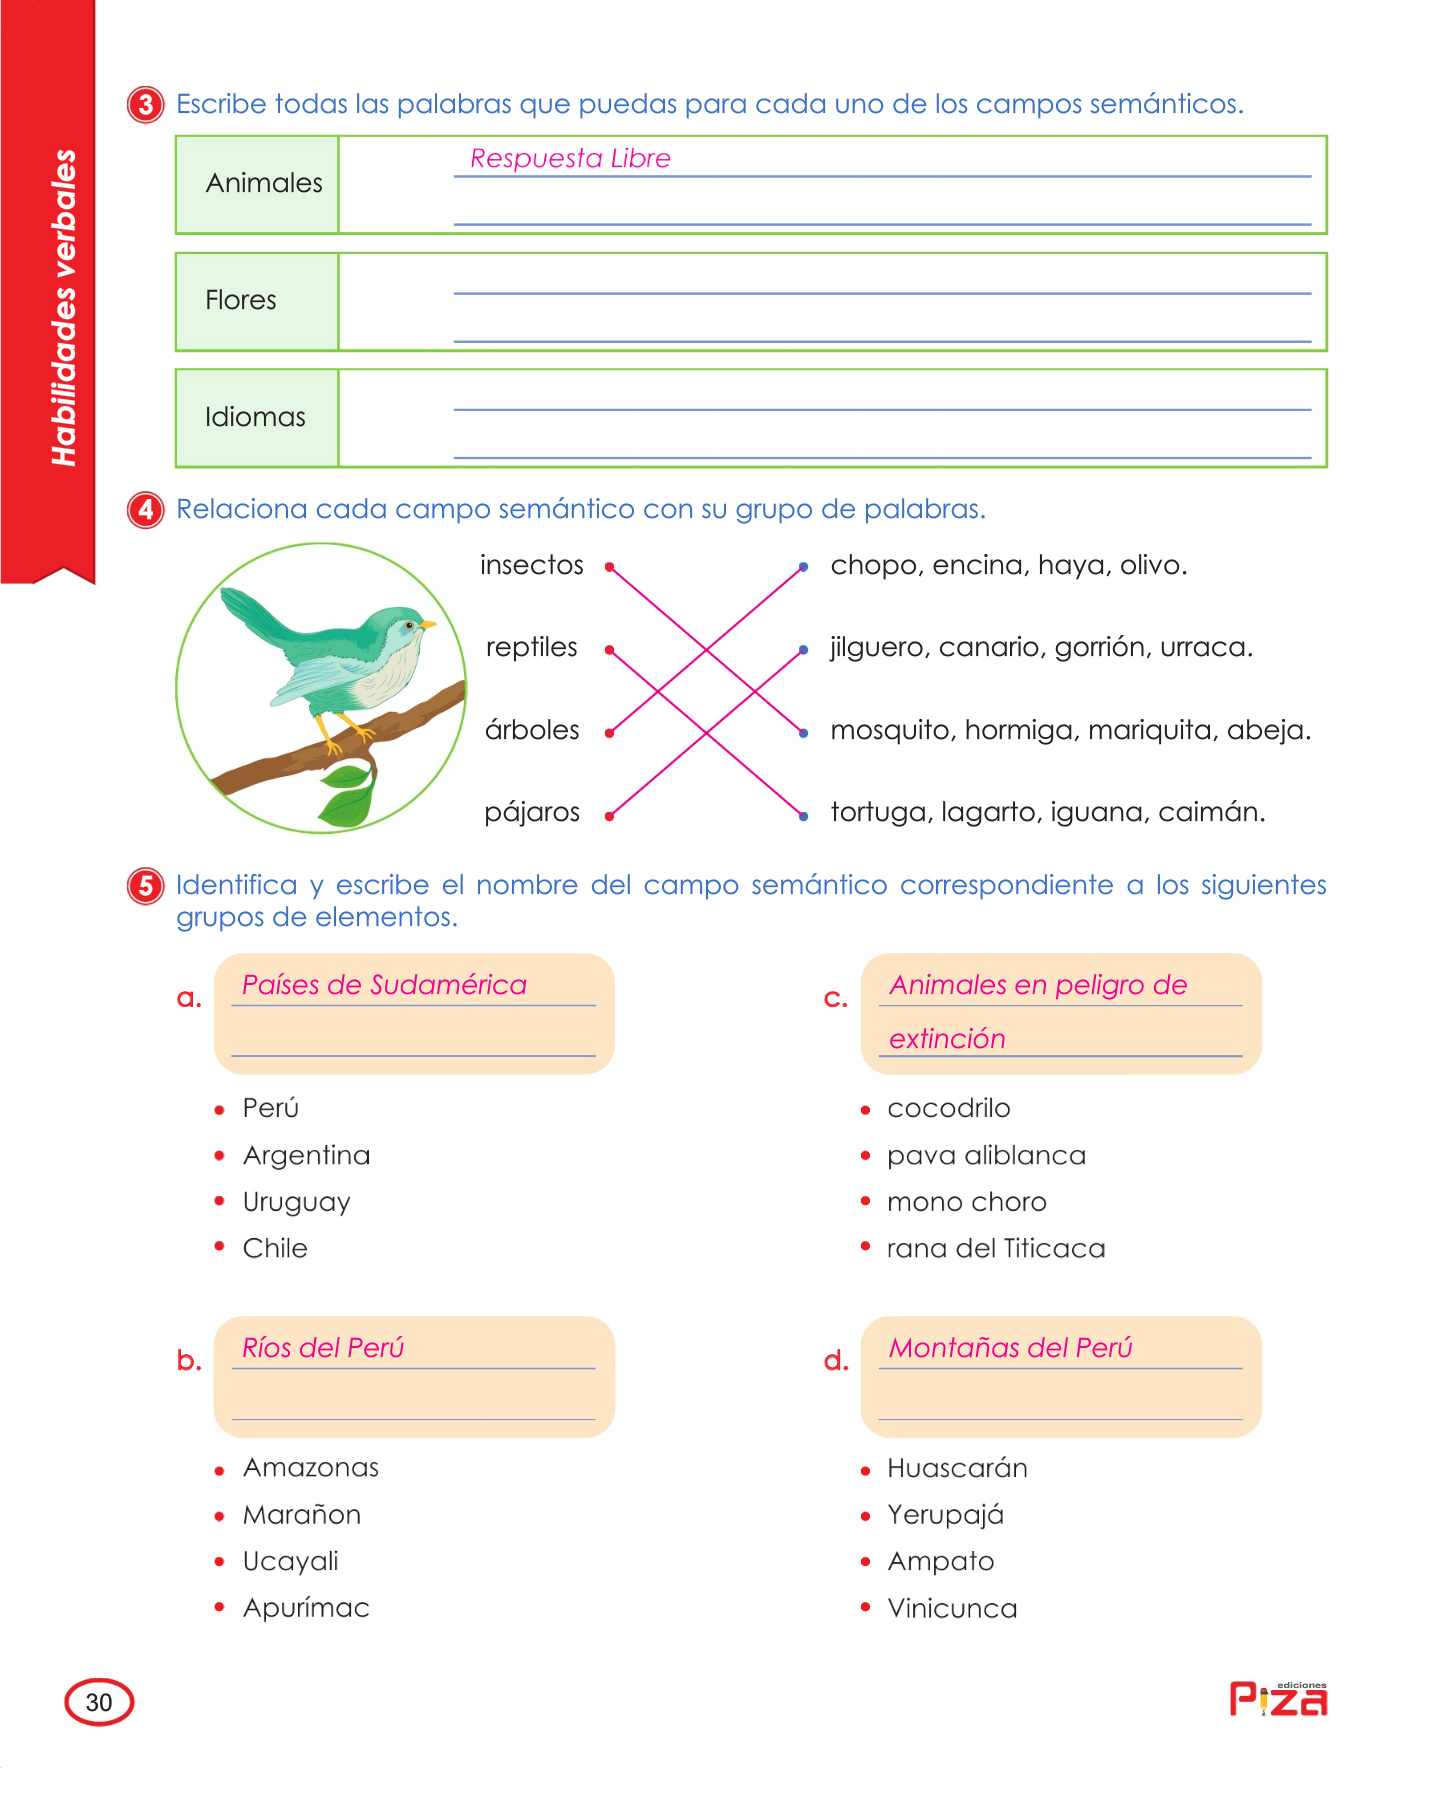 Habilidades verbales
3 Escribe todas las palabras que puedas para cada uno de los campos semánticos.
Animales
Respuesta Libre
Flores
Idiomas
4 Relaciona cada campo semántico con su grupo de palabras.
insectos
chopo, encina, haya, olivo.
reptiles
jilguero, canario, gorrión, urraca.
árboles
mosquito, hormiga, mariquita, abeja.
pájaros
tortuga, lagarto, iguana, caimán.
5 Identifica y escribe el nombre del campo semántico correspondiente a los siguientes
grupos de elementos.
a. Países de Sudamérica
• Perú
• Argentina
• Uruguay
• Chile
c. Animales en peligro de
extinción
• cocodrilo
• pava aliblanca
• mono choro
• rana del Titicaca
b. Ríos del Perú
• Amazonas
• Marañon
• Ucayali
• Apurímac
d. Montañas del Perú
• Huascarán
• Yerupajá
• Ampato
• Vinicunca
30
ediciones
Piza